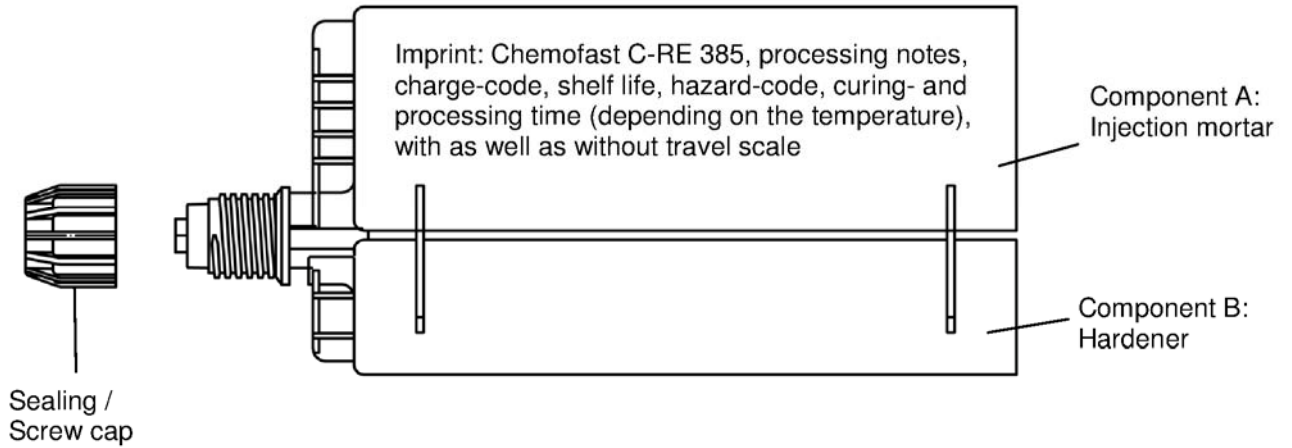 Imprint: Chemofast C-RE 385, processing notes,
charge-code, shelf life, hazard-code, curing- and
processing time (depending on the temperature),
with as well as without travel scale
Component A:
Injection mortar
Component B:
Hardener
Sealing /
Screw cap